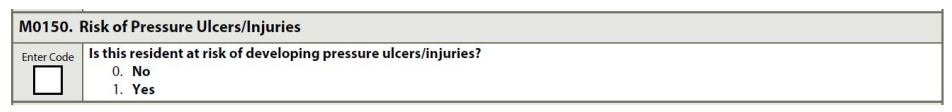 M0150. Risk of Pressure Ulcers/Injuries
Enter Code
Is this resident at risk of developing pressure ulcers/injuries?
0. No
1. Yes